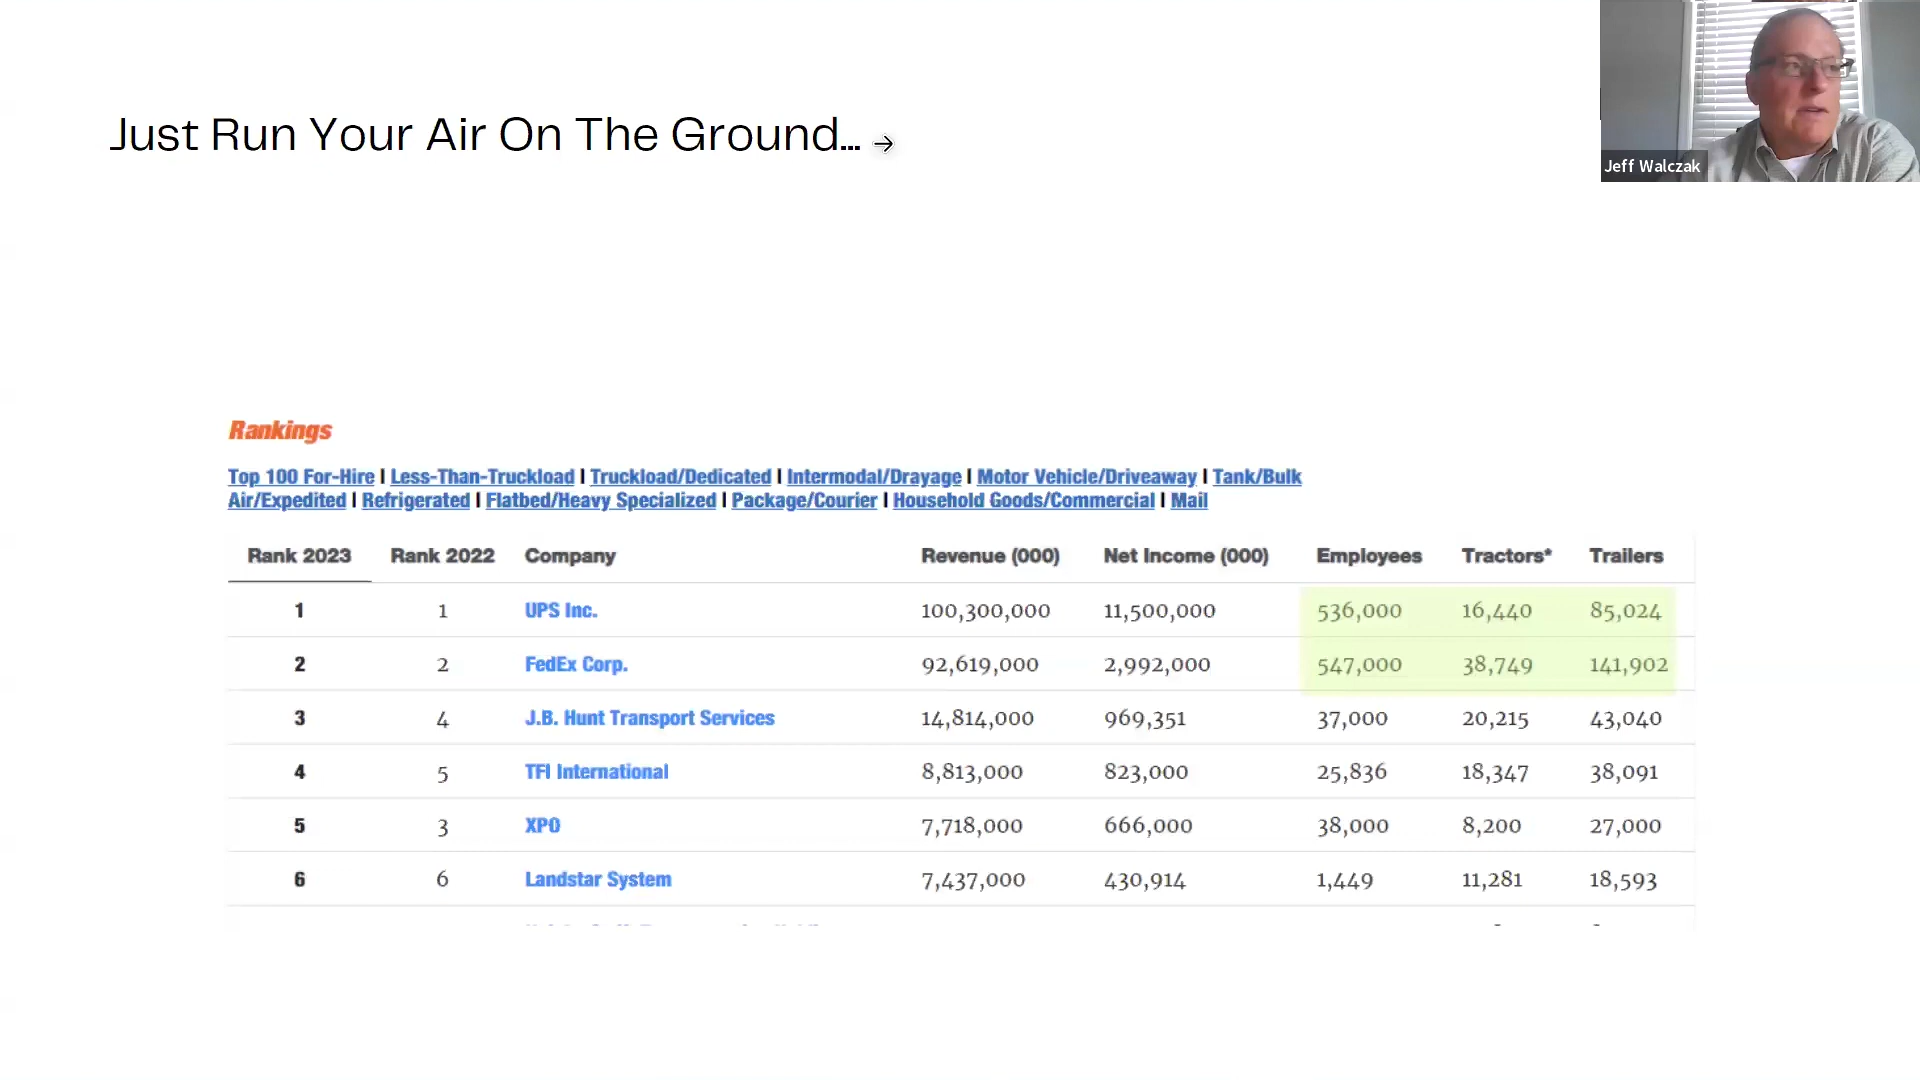 Just Run Your Air On The Ground... →
Jeff Walczak
Rankings
Top 100 For-Hire | Less-Than-Truckload | Truckload/Dedicated | Intermodal/Drayage | Motor Vehicle/Driveaway | Tank/Bulk
Air/Expedited | Refrigerated | Flatbed/Heavy Specialized | Package/Courier | Household Goods/Commercial | Mail
Rank 2023 Rank 2022 Company Revenue (000) Net Income (000) Employees Tractors* Trailers
1 1 UPS Inc. 100,300,000 11,500,000 536,000 16,440 85,024
2 2 FedEx Corp. 92,619,000 2,992,000 547,000 38,749 141,902
3 4 J.B. Hunt Transport Services 14,814,000 969,351 37,000 20,215 43,040
4 5 TFI International 8,813,000 823,000 25,836 18,347 38,091
5 3 XPO 7,718,000 666,000 38,000 8,200 27,000
6 6 Landstar System 7,437,000 430,914 1,449 11,281 18,593